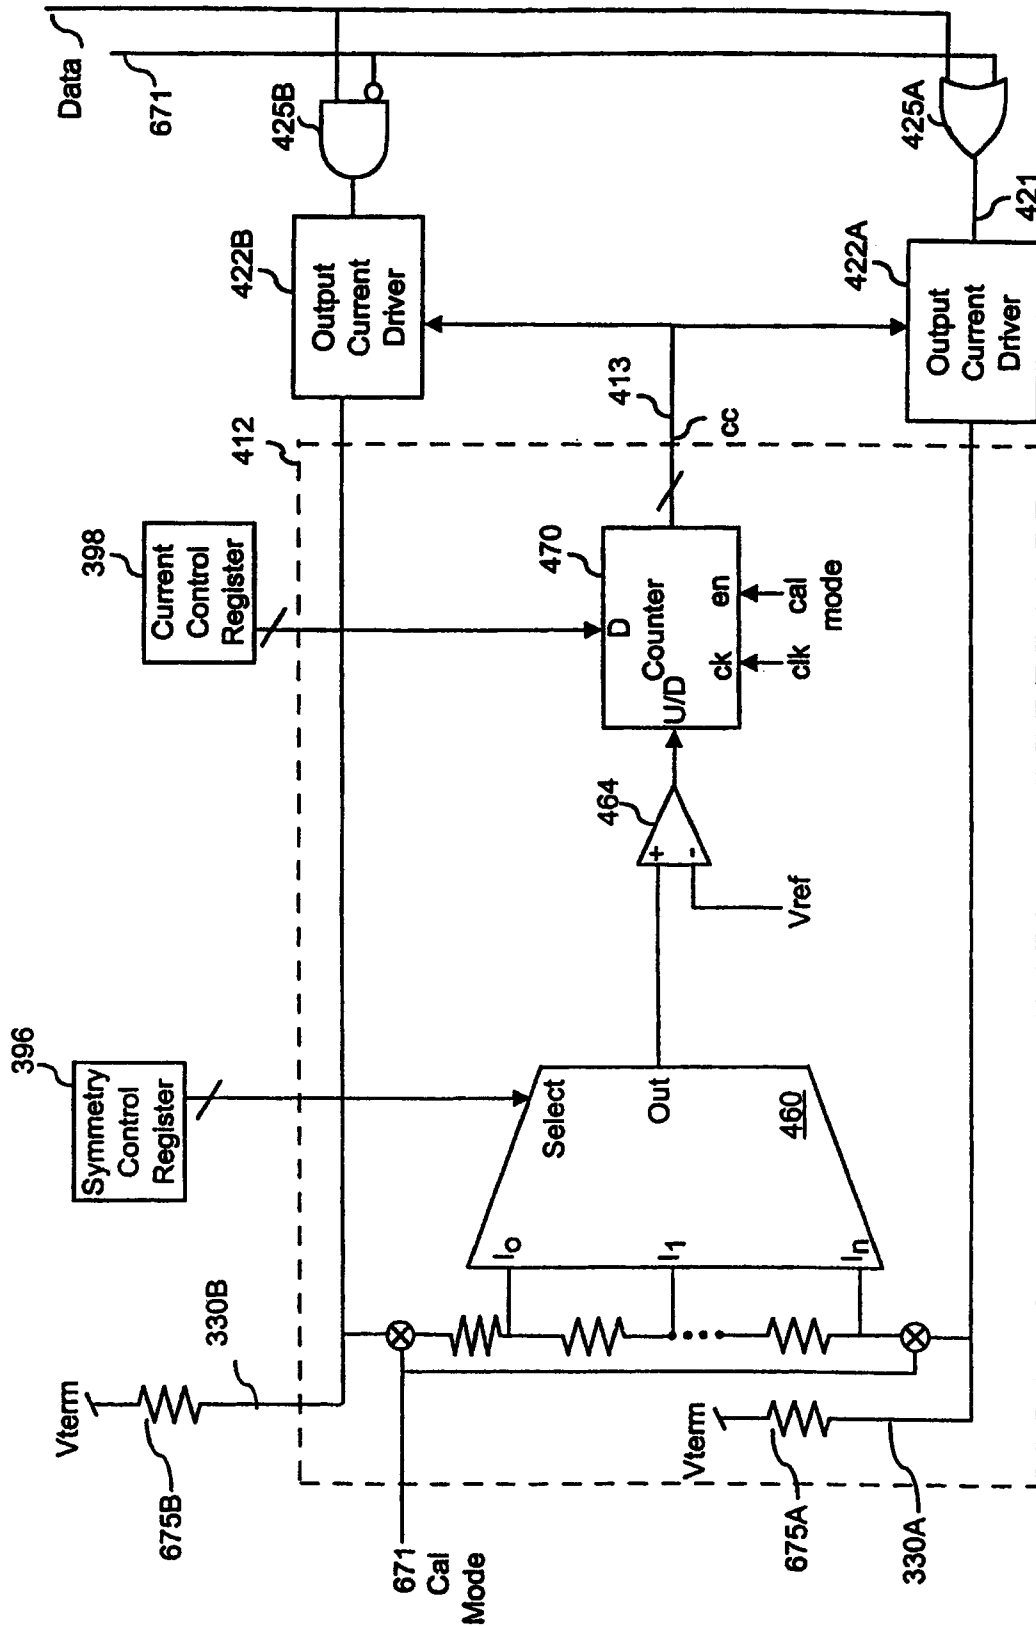 Data
671
425B
425A
421
422B
Output
Current
Driver
422A
Output
Current
Driver
412
413
cc
398
Current
Control
Register
470
D
Counter
U/D
ck
en
clk
cal
mode
464
+
-
Vref
396
Symmetry
Control
Register
Select
Out
460
I0
I1
In
Vterm
330B
675B
Vterm
675A
330A
671
Cal
Mode